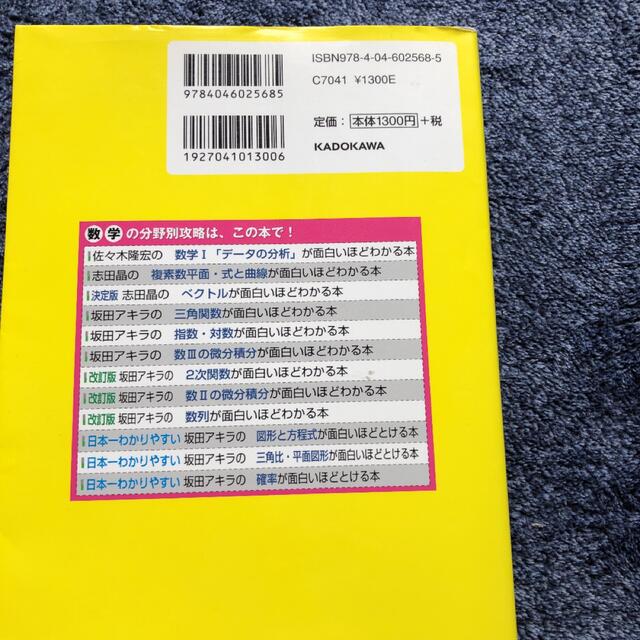 ISBN978-4-04-602568-5
C7041 ¥1300E
9784046025685
定価：本体1300円+税
1927041013006
KADOKAWA
数学の分野別攻略は、この本で！
佐々木隆宏の 数学Ⅰ「データの分析」が面白いほどわかる本
志田晶の 複素数平面・式と曲線が面白いほどわかる本
決定版 志田晶の ベクトルが面白いほどわかる本
坂田アキラの 三角関数が面白いほどわかる本
坂田アキラの 指数・対数が面白いほどわかる本
坂田アキラの 数Ⅲの微分積分が面白いほどわかる本
改訂版 坂田アキラの 2次関数が面白いほどわかる本
改訂版 坂田アキラの 数Ⅱの微分積分が面白いほどわかる本
改訂版 坂田アキラの 数列が面白いほどわかる本
日本一わかりやすい 坂田アキラの 図形と方程式が面白いほどとける本
日本一わかりやすい 坂田アキラの 三角比・平面図形が面白いほどとける本
日本一わかりやすい 坂田アキラの 確率が面白いほどとける本